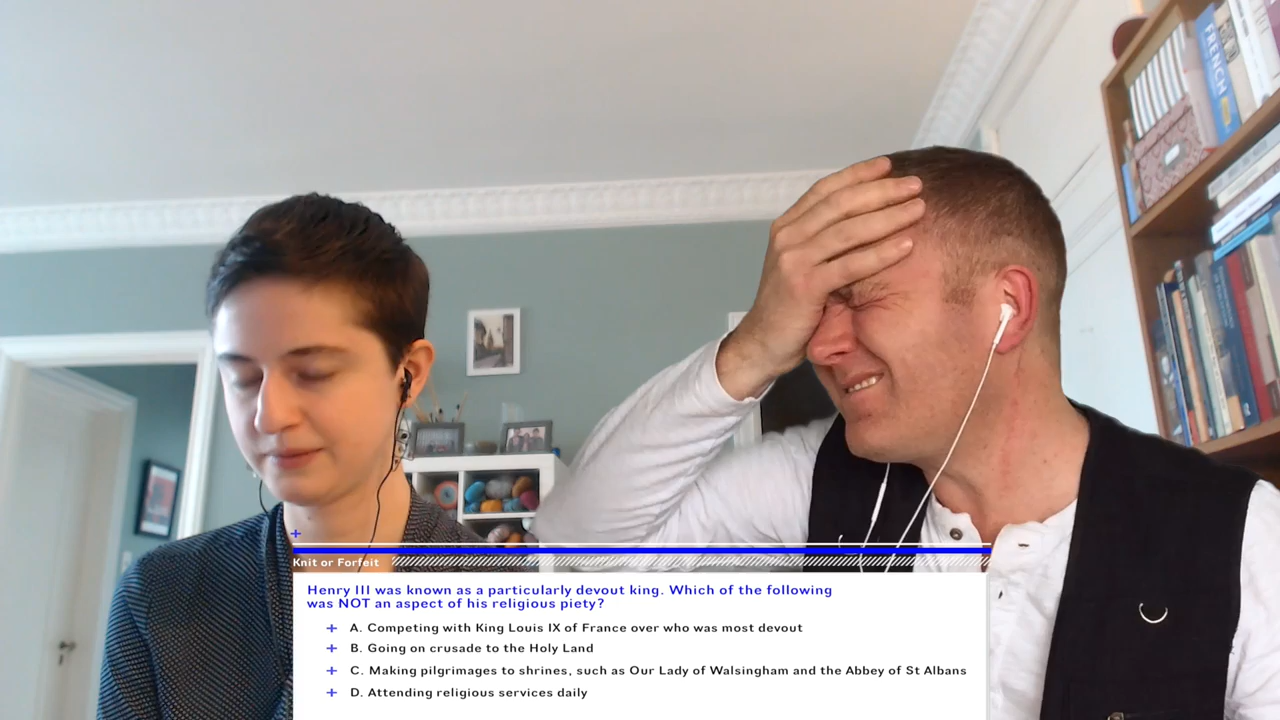 FRENCH
Knit or Forfeit
Henry III was known as a particularly devout king. Which of the following
was NOT an aspect of his religious piety?
A. Competing with King Louis IX of France over who was most devout
B. Going on crusade to the Holy Land
C. Making pilgrimages to shrines, such as Our Lady of Walsingham and the Abbey of St Albans
D. Attending religious services daily